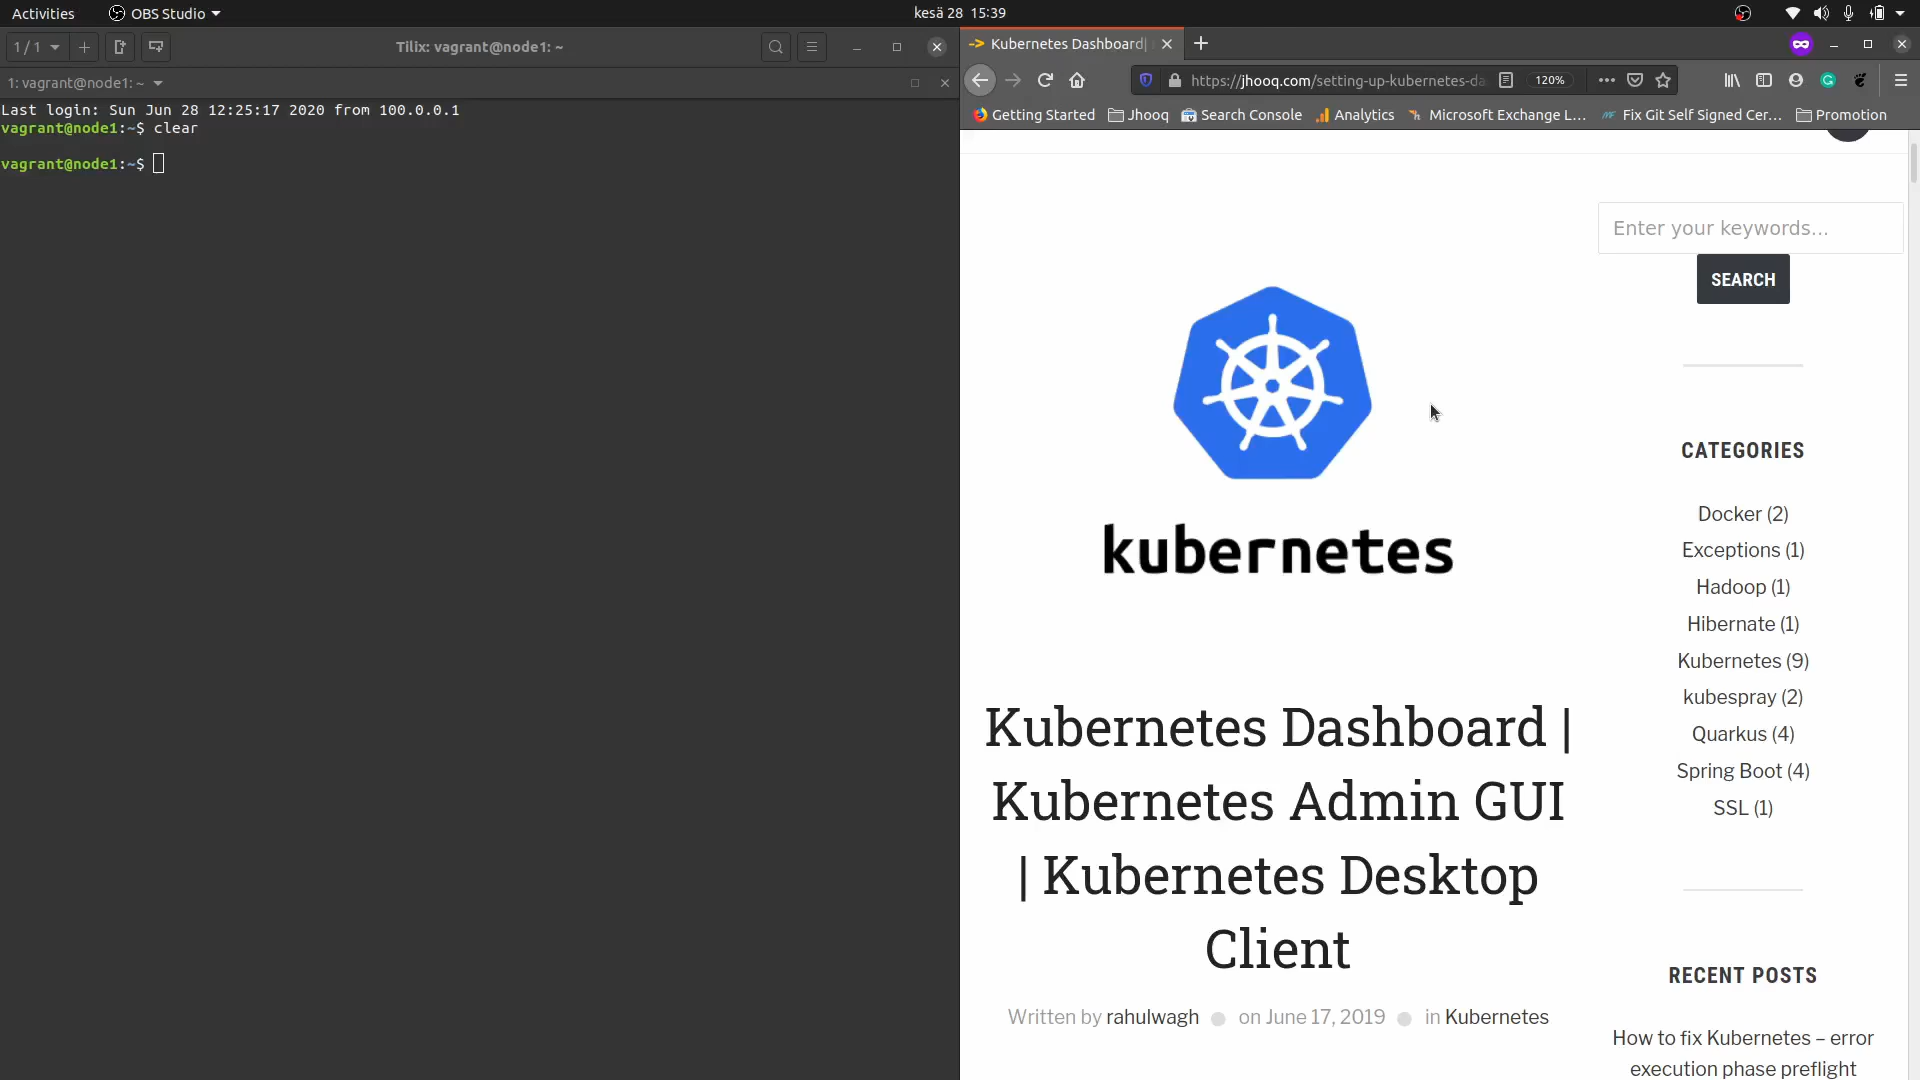 Activities
OBS Studio
kesä 28 15:39
1 / 1
Tilix: vagrant@node1: ~
1: vagrant@node1: ~
Last login: Sun Jun 28 12:25:17 2020 from 100.0.0.1
vagrant@node1:~$ clear
vagrant@node1:~$
Kubernetes Dashboard|
https://jhooq.com/setting-up-kubernetes-da
120%
Getting Started
Jhooq
Search Console
Analytics
Microsoft Exchange L...
Fix Git Self Signed Cer...
Promotion
kubernetes
Kubernetes Dashboard |
Kubernetes Admin GUI
| Kubernetes Desktop
Client
Written by rahulwagh on June 17, 2019 in Kubernetes
Enter your keywords...
SEARCH
CATEGORIES
Docker (2)
Exceptions (1)
Hadoop (1)
Hibernate (1)
Kubernetes (9)
kubespray (2)
Quarkus (4)
Spring Boot (4)
SSL (1)
RECENT POSTS
How to fix Kubernetes – error
execution phase preflight